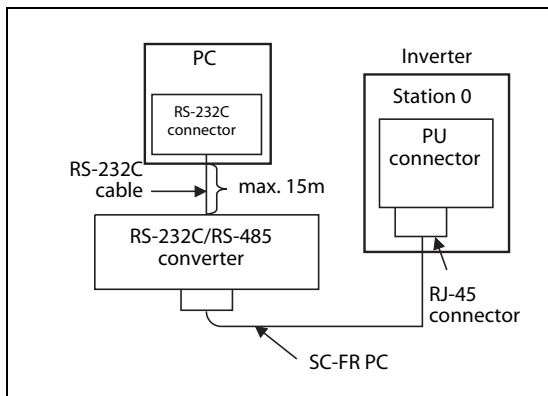 PC
RS-232C
connector
RS-232C
cable
max. 15m
RS-232C/RS-485
converter
Inverter
Station 0
PU
connector
RJ-45
connector
SC-FR PC